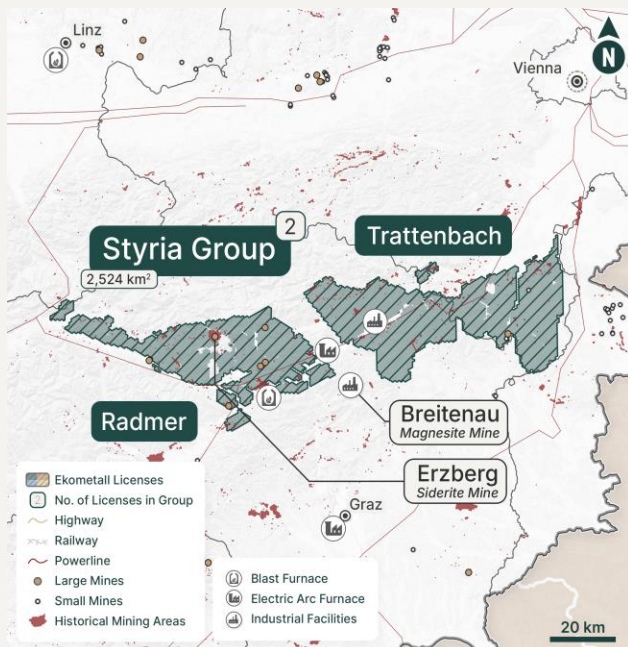 Linz
Vienna
N
2
Styria Group
2,524 km²
Trattenbach
Radmer
Breitenau
Magnesite Mine
Erzberg
Siderite Mine
Graz
Ekometall Licenses
2 No. of Licenses in Group
Highway
Railway
Powerline
Large Mines
Small Mines
Historical Mining Areas
Blast Furnace
Electric Arc Furnace
Industrial Facilities
20 km